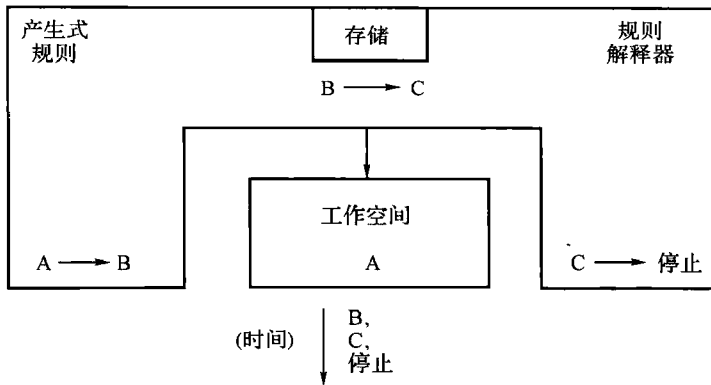 产生式
规则
存储
规则
解释器
B ⟶ C
工作空间
A
A ⟶ B
C ⟶ 停止
(时间)
B,
C,
停止